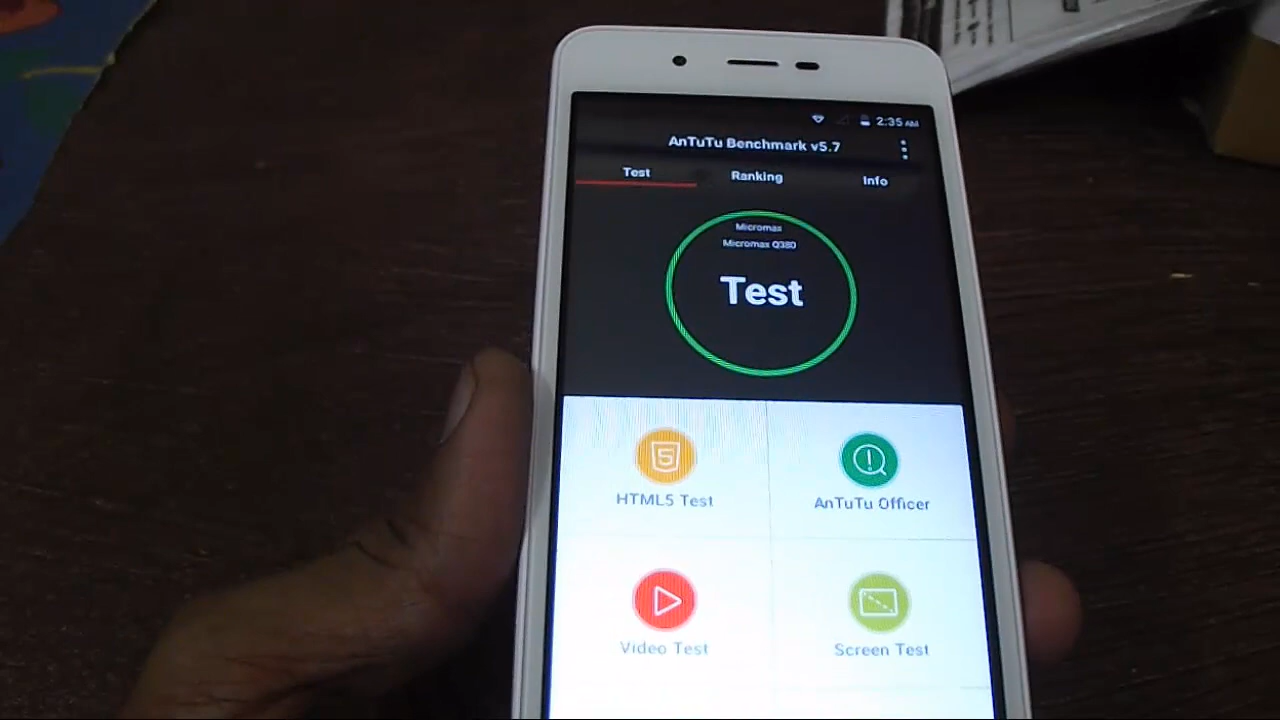 2:35 AM
AnTuTu Benchmark v5.7
Test
Ranking
Info
Micromax
Micromax Q380
Test
5
HTML5 Test
AnTuTu Officer
Video Test
Screen Test